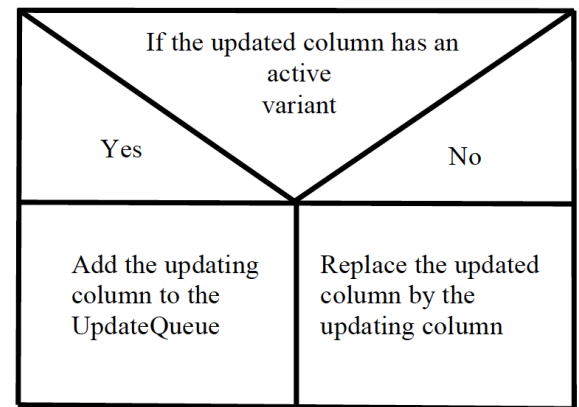 If the updated column has an
active
variant
Yes
No
Add the updating
column to the
UpdateQueue
Replace the updated
column by the
updating column